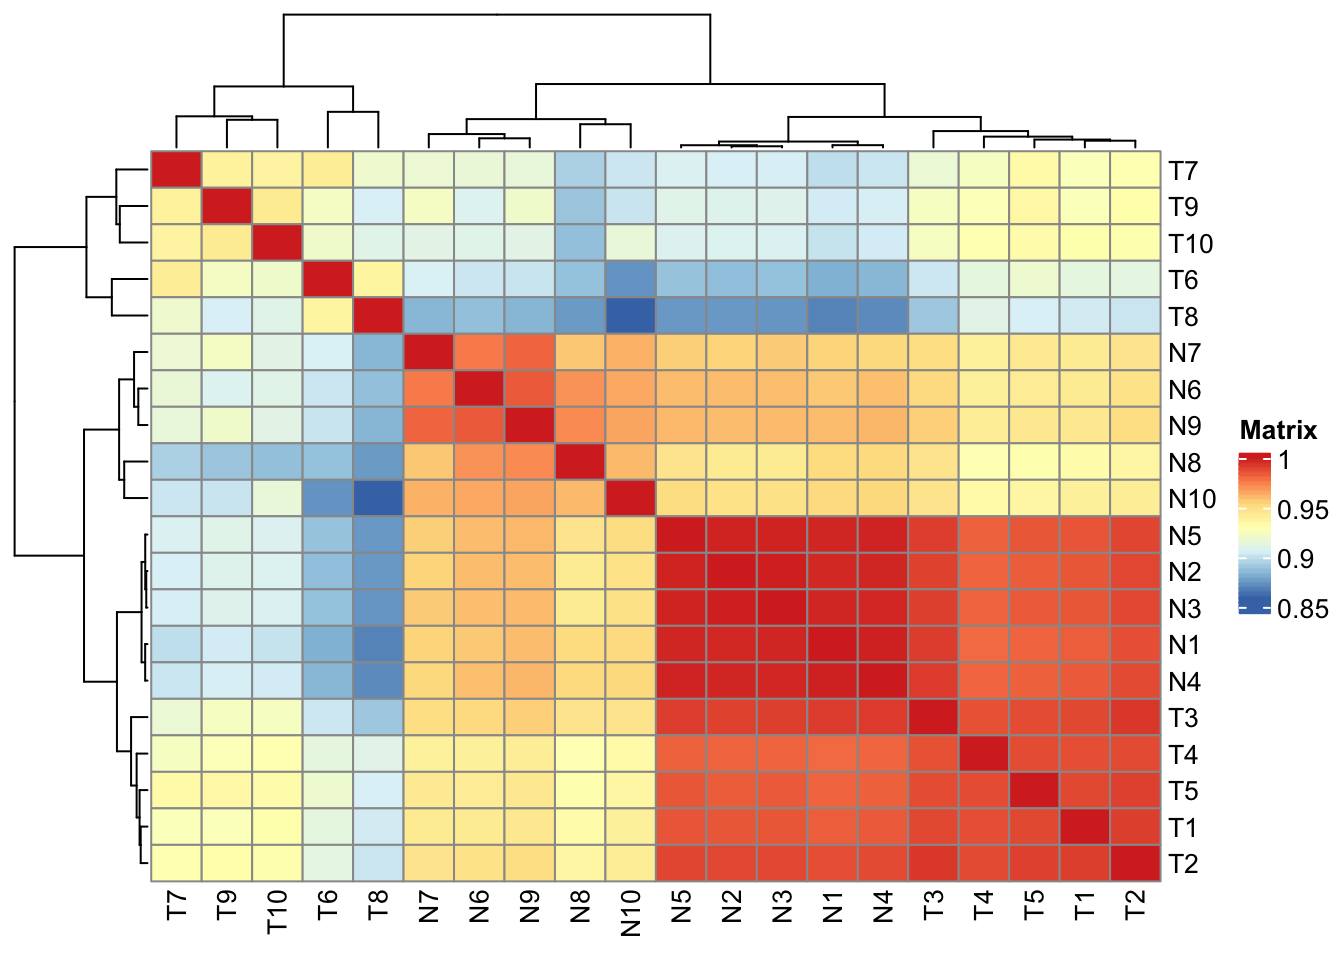 T7
T9
T10
T6
T8
N7
N6
N9
N8
N10
N5
N2
N3
N1
N4
T3
T4
T5
T1
T2
Matrix
1
0.95
0.9
0.85
T7 T9 T10 T6 T8 N7 N6 N9 N8 N10 N5 N2 N3 N1 N4 T3 T4 T5 T1 T2